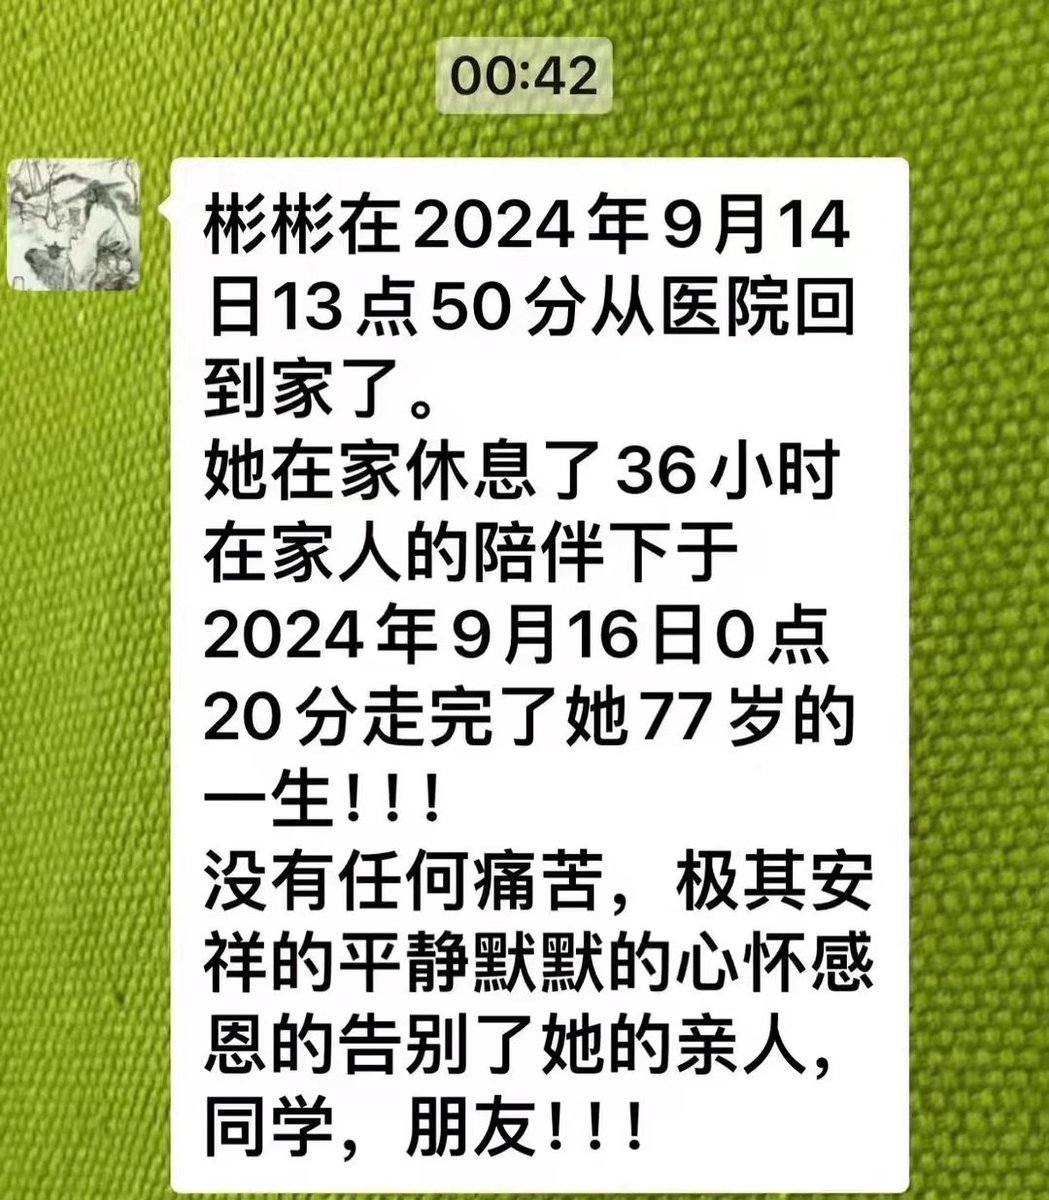 00:42
彬彬在2024年9月14
日13点50分从医院回
到家了。
她在家休息了36小时
在家人的陪伴下于
2024年9月16日0点
20分走完了她77岁的
一生！！！
没有任何痛苦，极其安
祥的平静默默的心怀感
恩的告别了她的亲人，
同学，朋友！！！